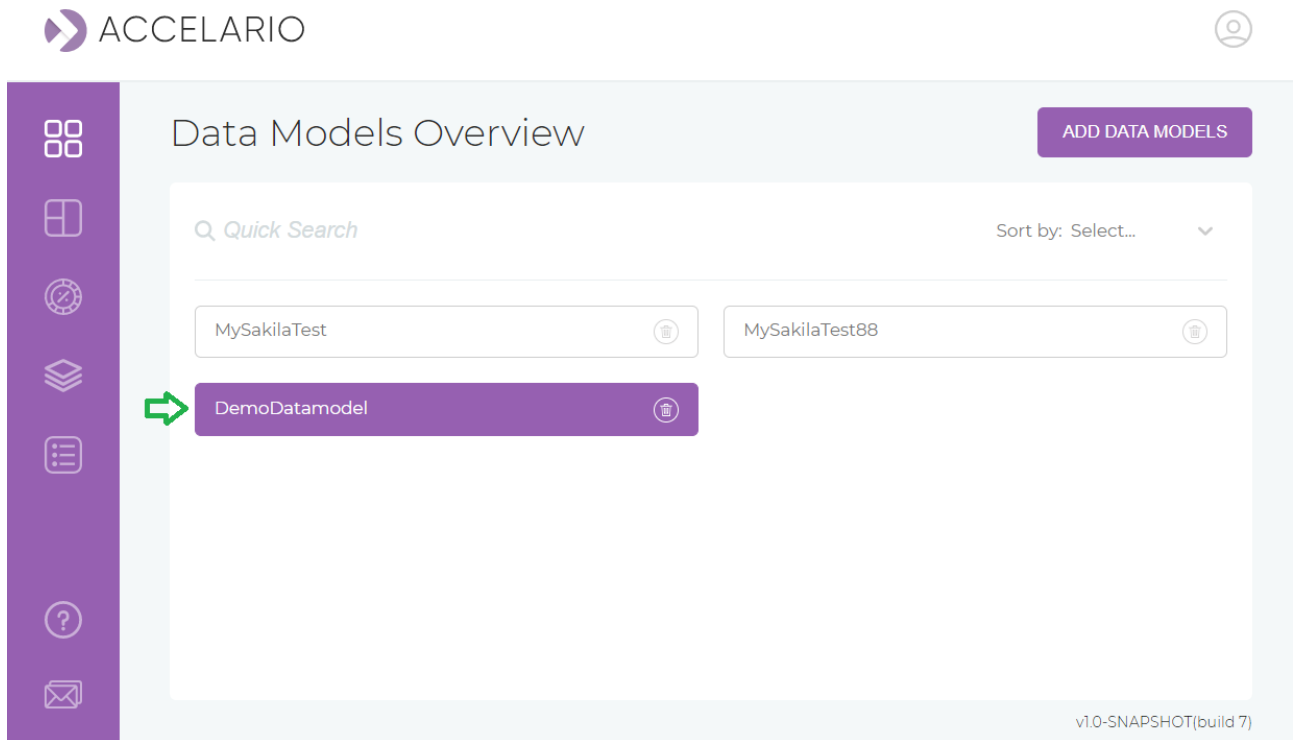 ACCELARIO
Data Models Overview
ADD DATA MODELS
Quick Search
Sort by: Select...
MySakilaTest
MySakilaTest88
DemoDatamodel
?
v1.0-SNAPSHOT(build 7)